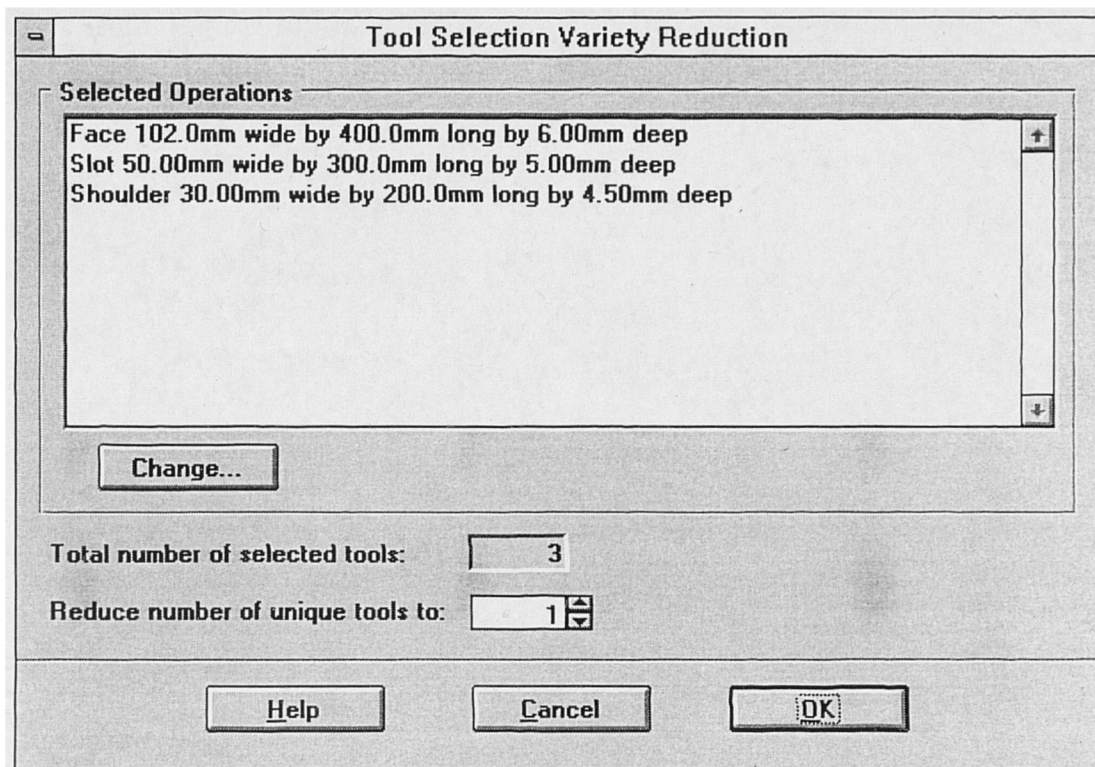 Tool Selection Variety Reduction
Selected Operations
Face 102.0mm wide by 400.0mm long by 6.00mm deep
Slot 50.00mm wide by 300.0mm long by 5.00mm deep
Shoulder 30.00mm wide by 200.0mm long by 4.50mm deep
Change...
Total number of selected tools: 3
Reduce number of unique tools to: 1
Help Cancel OK